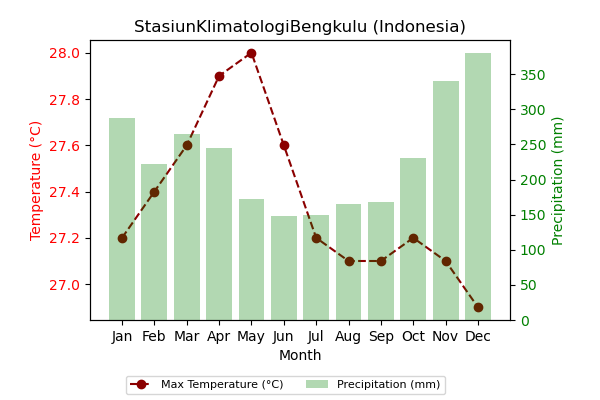 StasiunKlimatologiBengkulu (Indonesia)
Temperature (°C)
28.0
27.8
27.6
27.4
27.2
27.0
350
300
250
200
150
100
50
0
Precipitation (mm)
Jan Feb Mar Apr May Jun Jul Aug Sep Oct Nov Dec
Month
Max Temperature (°C) Precipitation (mm)